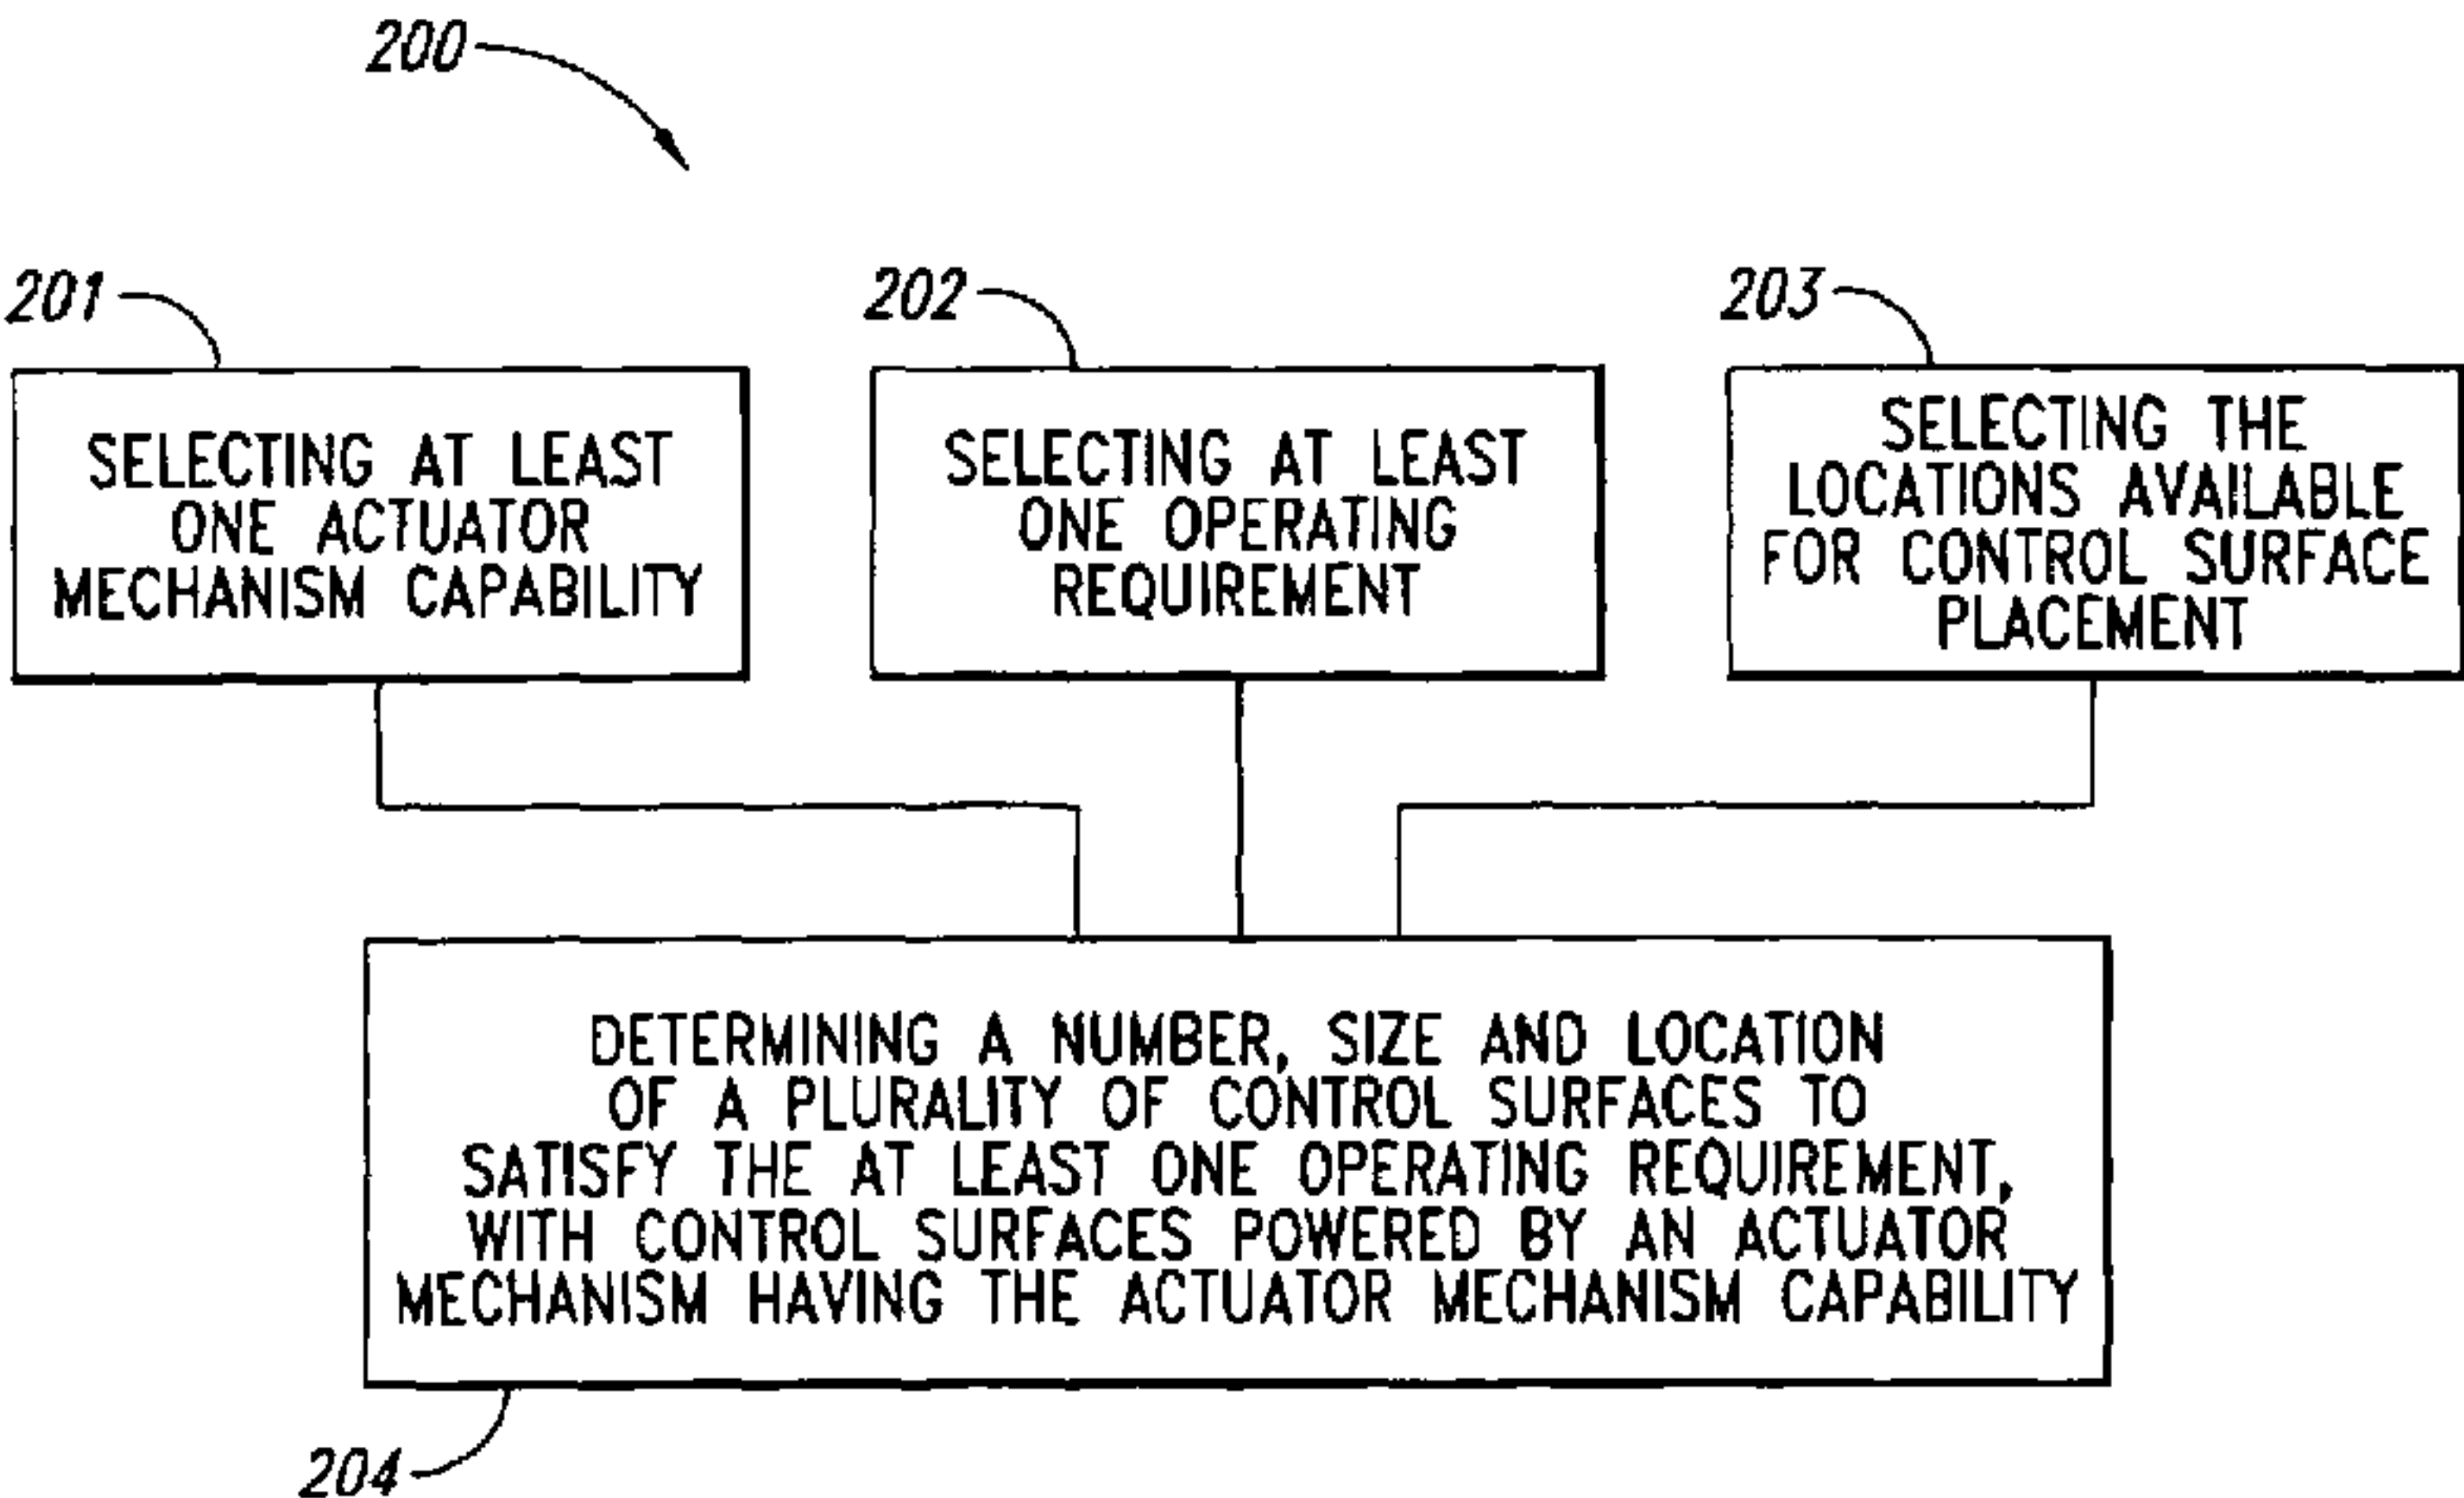 200
201
SELECTING AT LEAST
ONE ACTUATOR
MECHANISM CAPABILITY
202
SELECTING AT LEAST
ONE OPERATING
REQUIREMENT
203
SELECTING THE
LOCATIONS AVAILABLE
FOR CONTROL SURFACE
PLACEMENT
DETERMINING A NUMBER, SIZE AND LOCATION
OF A PLURALITY OF CONTROL SURFACES TO
SATISFY THE AT LEAST ONE OPERATING REQUIREMENT,
WITH CONTROL SURFACES POWERED BY AN ACTUATOR
MECHANISM HAVING THE ACTUATOR MECHANISM CAPABILITY
204